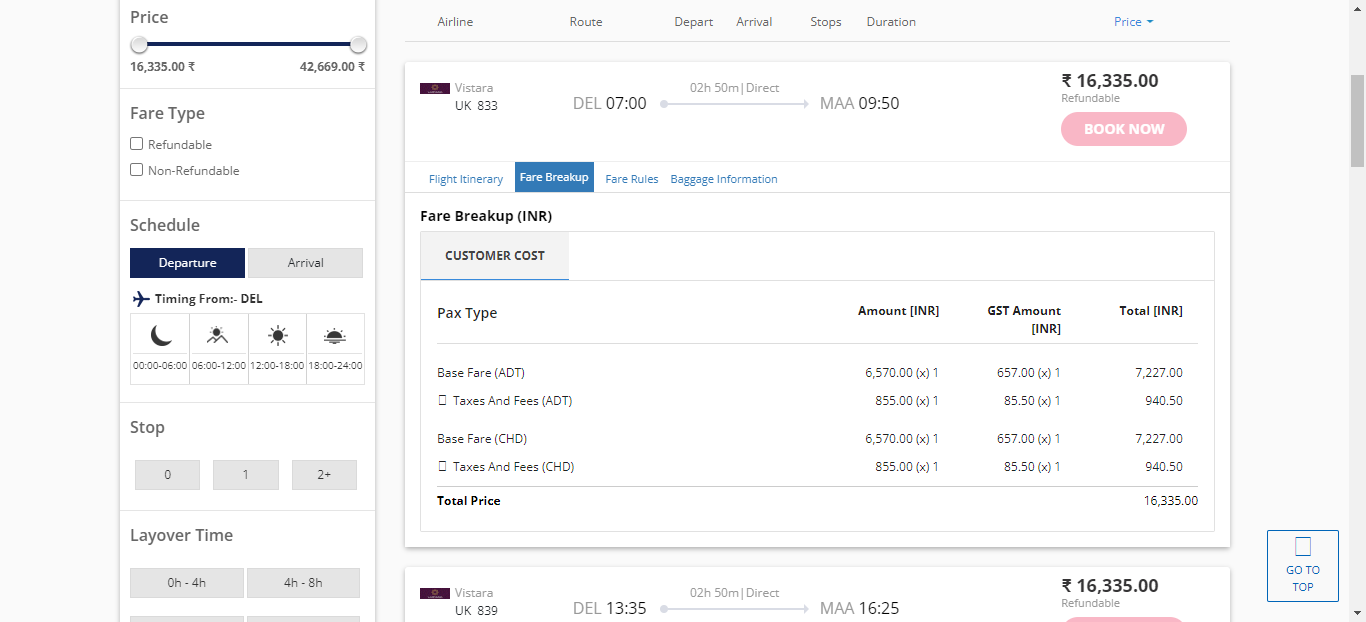 Price
16,335.00 ₹ 42,669.00 ₹
Fare Type
Refundable
Non-Refundable
Schedule
Departure Arrival
Timing From:- DEL
00:00-06:00 06:00-12:00 12:00-18:00 18:00-24:00
Stop
0 1 2+
Layover Time
0h - 4h 4h - 8h
Airline Route Depart Arrival Stops Duration Price
Vistara
UK 833
DEL 07:00
02h 50m|Direct
MAA 09:50
₹ 16,335.00
Refundable
BOOK NOW
Flight Itinerary Fare Breakup Fare Rules Baggage Information
Fare Breakup (INR)
CUSTOMER COST
Pax Type Amount [INR] GST Amount [INR] Total [INR]
Base Fare (ADT) 6,570.00 (x) 1 657.00 (x) 1 7,227.00
Taxes And Fees (ADT) 855.00 (x) 1 85.50 (x) 1 940.50
Base Fare (CHD) 6,570.00 (x) 1 657.00 (x) 1 7,227.00
Taxes And Fees (CHD) 855.00 (x) 1 85.50 (x) 1 940.50
Total Price 16,335.00
Vistara
UK 839
DEL 13:35
02h 50m|Direct
MAA 16:25
₹ 16,335.00
Refundable
GO TO
TOP